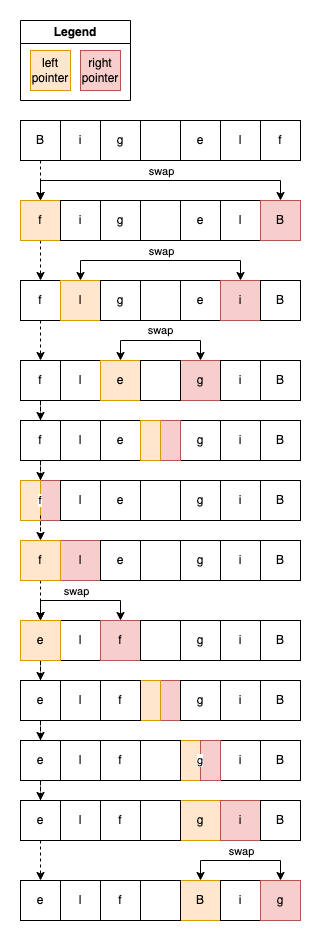 Legend
left right
pointer pointer
B i g e l f
swap
f i g e l B
swap
f l g e i B
swap
f l e g i B
f l e g i B
f l e g i B
f l e g i B
swap
e l f g i B
e l f g i B
e l f g i B
e l f g i B
swap
e l f B i g